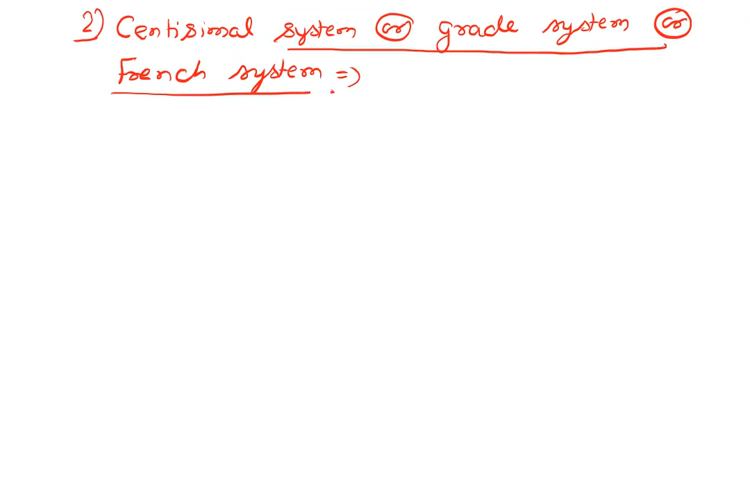 2) Centisimal system or grade system or
French system =>